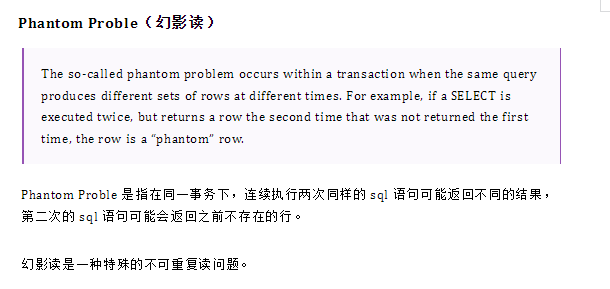 Phantom Proble（幻影读）
The so-called phantom problem occurs within a transaction when the same query
produces different sets of rows at different times. For example, if a SELECT is
executed twice, but returns a row the second time that was not returned the first
time, the row is a “phantom” row.
Phantom Proble 是指在同一事务下，连续执行两次同样的 sql 语句可能返回不同的结果，
第二次的 sql 语句可能会返回之前不存在的行。
幻影读是一种特殊的不可重复读问题。